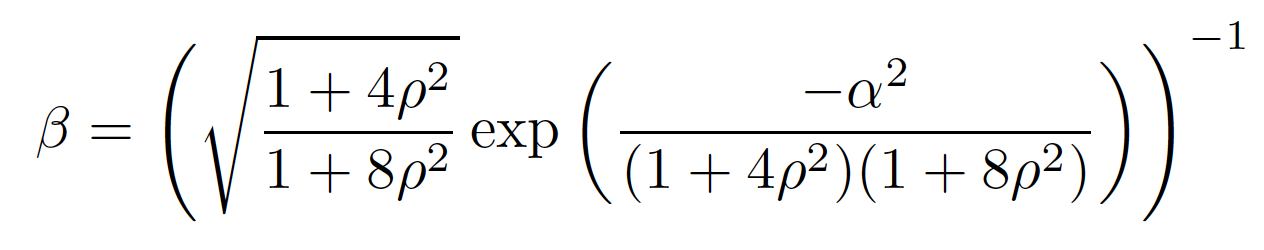 β = ( √((1 + 4ρ²)/(1 + 8ρ²)) exp ( −α²/((1 + 4ρ²)(1 + 8ρ²)) ) )⁻¹